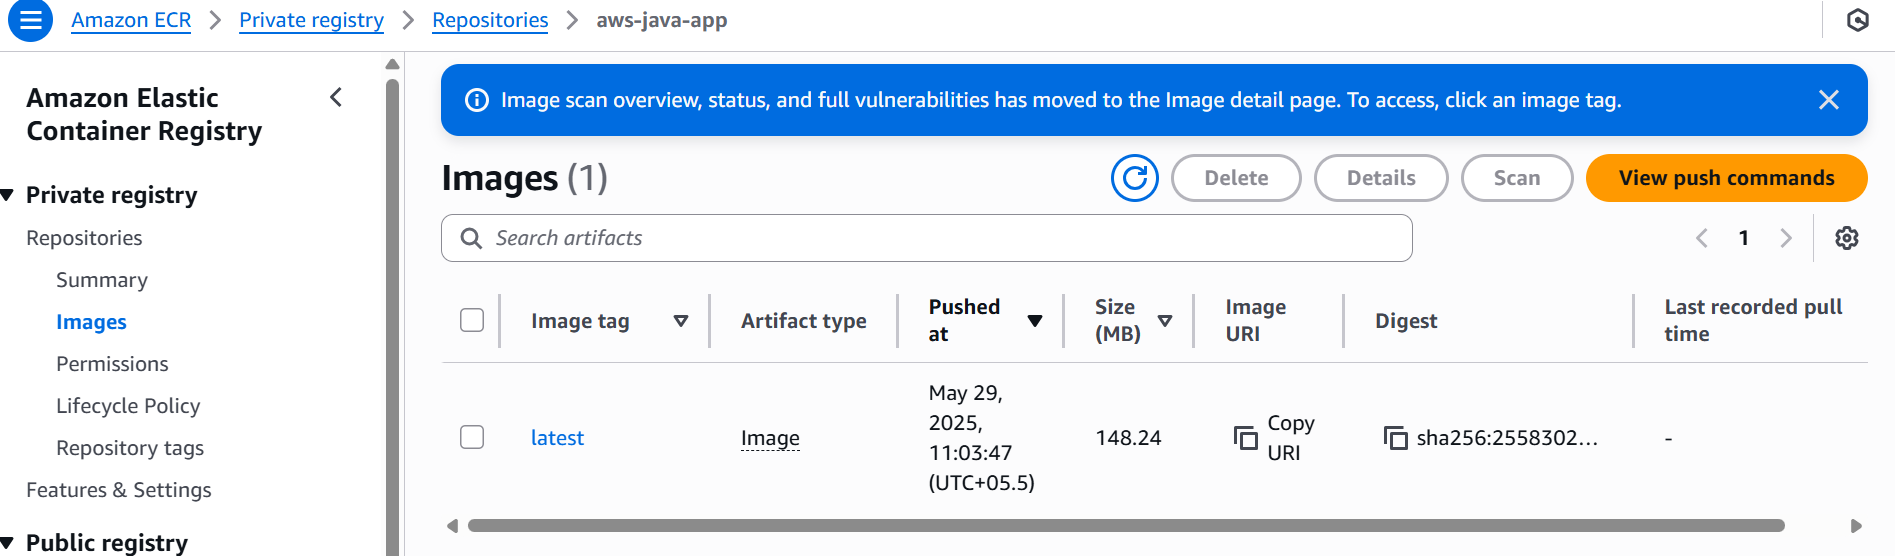 Amazon ECR > Private registry > Repositories > aws-java-app
Amazon Elastic
Container Registry
Private registry
Repositories
Summary
Images
Permissions
Lifecycle Policy
Repository tags
Features & Settings
Public registry
Image scan overview, status, and full vulnerabilities has moved to the Image detail page. To access, click an image tag.
Images (1)
Delete
Details
Scan
View push commands
Search artifacts
1
Image tag
Artifact type
Pushed
at
Size
(MB)
Image
URI
Digest
Last recorded pull
time
latest
Image
May 29,
2025,
11:03:47
(UTC+05.5)
148.24
Copy
URI
sha256:2558302...
-